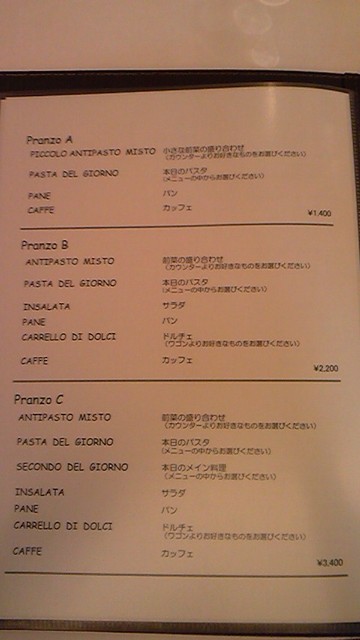 Pranzo A
PICCOLO ANTIPASTO MISTO 小さな前菜の盛り合わせ
(カウンターよりお好きなものをお選びください)
PASTA DEL GIORNO 本日のパスタ
(メニューの中からお選びください)
PANE パン
CAFFE カッフェ
¥1,400
Pranzo B
ANTIPASTO MISTO 前菜の盛り合わせ
(カウンターよりお好きなものをお選びください)
PASTA DEL GIORNO 本日のパスタ
(メニューの中からお選びください)
INSALATA サラダ
PANE パン
CARRELLO DI DOLCI ドルチェ
(ワゴンよりお好きなものをお選びください)
CAFFE カッフェ
¥2,200
Pranzo C
ANTIPASTO MISTO 前菜の盛り合わせ
(カウンターよりお好きなものをお選びください)
PASTA DEL GIORNO 本日のパスタ
(メニューの中からお選びください)
SECONDO DEL GIORNO 本日のメイン料理
(メニューの中からお選びください)
INSALATA サラダ
PANE パン
CARRELLO DI DOLCI ドルチェ
(ワゴンよりお好きなものをお選びください)
CAFFE カッフェ
¥3,400